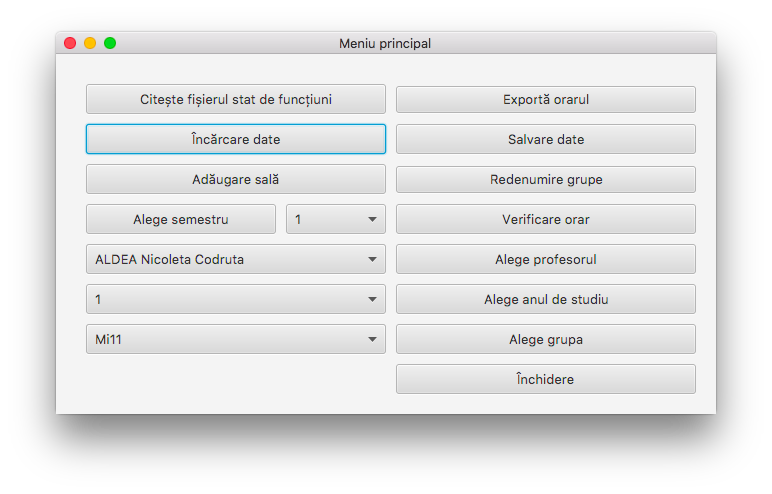 Meniu principal
Citește fișierul stat de funcțiuni
Exportă orarul
Încărcare date
Salvare date
Adăugare sală
Redenumire grupe
Alege semestru
1
Verificare orar
ALDEA Nicoleta Codruta
Alege profesorul
1
Alege anul de studiu
Mi11
Alege grupa
Închidere